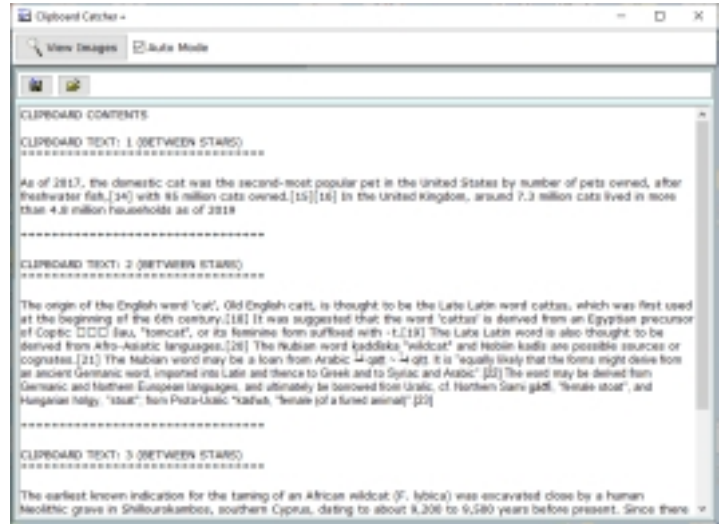 Clipboard Catcher -
View Images Auto Mode
CLIPBOARD CONTENTS
CLIPBOARD TEXT: 1 (BETWEEN STARS)
**********************************
As of 2017, the domestic cat was the second-most popular pet in the United States by number of pets owned, after
freshwater fish,[14] with 95 million cats owned.[15][16] In the United Kingdom, around 7.3 million cats lived in more
than 4.8 million households as of 2019
**********************************
CLIPBOARD TEXT: 2 (BETWEEN STARS)
**********************************
The origin of the English word 'cat', Old English catt, is thought to be the Late Latin word cattus, which was first used
at the beginning of the 6th century.[18] It was suggested that the word 'cattus' is derived from an Egyptian precursor
of Coptic □□□ šau, "tomcat", or its feminine form suffixed with -t.[19] The Late Latin word is also thought to be
derived from Afro-Asiatic languages.[20] The Nubian word kaddîska "wildcat" and Nobiin kadīs are possible sources or
cognates.[21] The Nubian word may be a loan from Arabic qaṭṭ ~ qiṭṭ. It is "equally likely that the forms might derive from
an ancient Germanic word, imported into Latin and thence to Greek and to Syriac and Arabic".[22] The word may be derived from
Germanic and Northern European languages, and ultimately be borrowed from Uralic, cf. Northern Sami gáđfi, "female stoat", and
Hungarian hölgy, "stoat"; from Proto-Uralic *käďwä, "female (of a furred animal)".[23]
**********************************
CLIPBOARD TEXT: 3 (BETWEEN STARS)
**********************************
The earliest known indication for the taming of an African wildcat (F. lybica) was excavated close by a human
Neolithic grave in Shillourokambos, southern Cyprus, dating to about 9,200 to 9,500 years before present. Since there